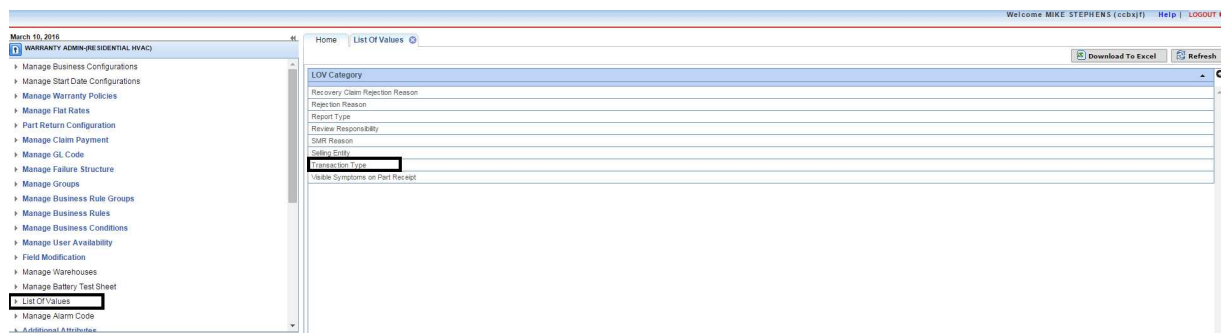 Welcome MIKE STEPHENS (ccbxjf) Help | LOGOUT
March 10, 2016
WARRANTY ADMIN-(RESIDENTIAL HVAC)
Manage Business Configurations
Manage Start Date Configurations
Manage Warranty Policies
Manage Flat Rates
Part Return Configuration
Manage Claim Payment
Manage GL Code
Manage Failure Structure
Manage Groups
Manage Business Rule Groups
Manage Business Rules
Manage Business Conditions
Manage User Availability
Field Modification
Manage Warehouses
Manage Battery Test Sheet
List Of Values
Manage Alarm Code
Additional Attributes
Home List Of Values
Download To Excel Refresh
LOV Category
Recovery Claim Rejection Reason
Rejection Reason
Report Type
Review Responsibility
SMR Reason
Selling Entity
Transaction Type
Visible Symptoms on Part Receipt